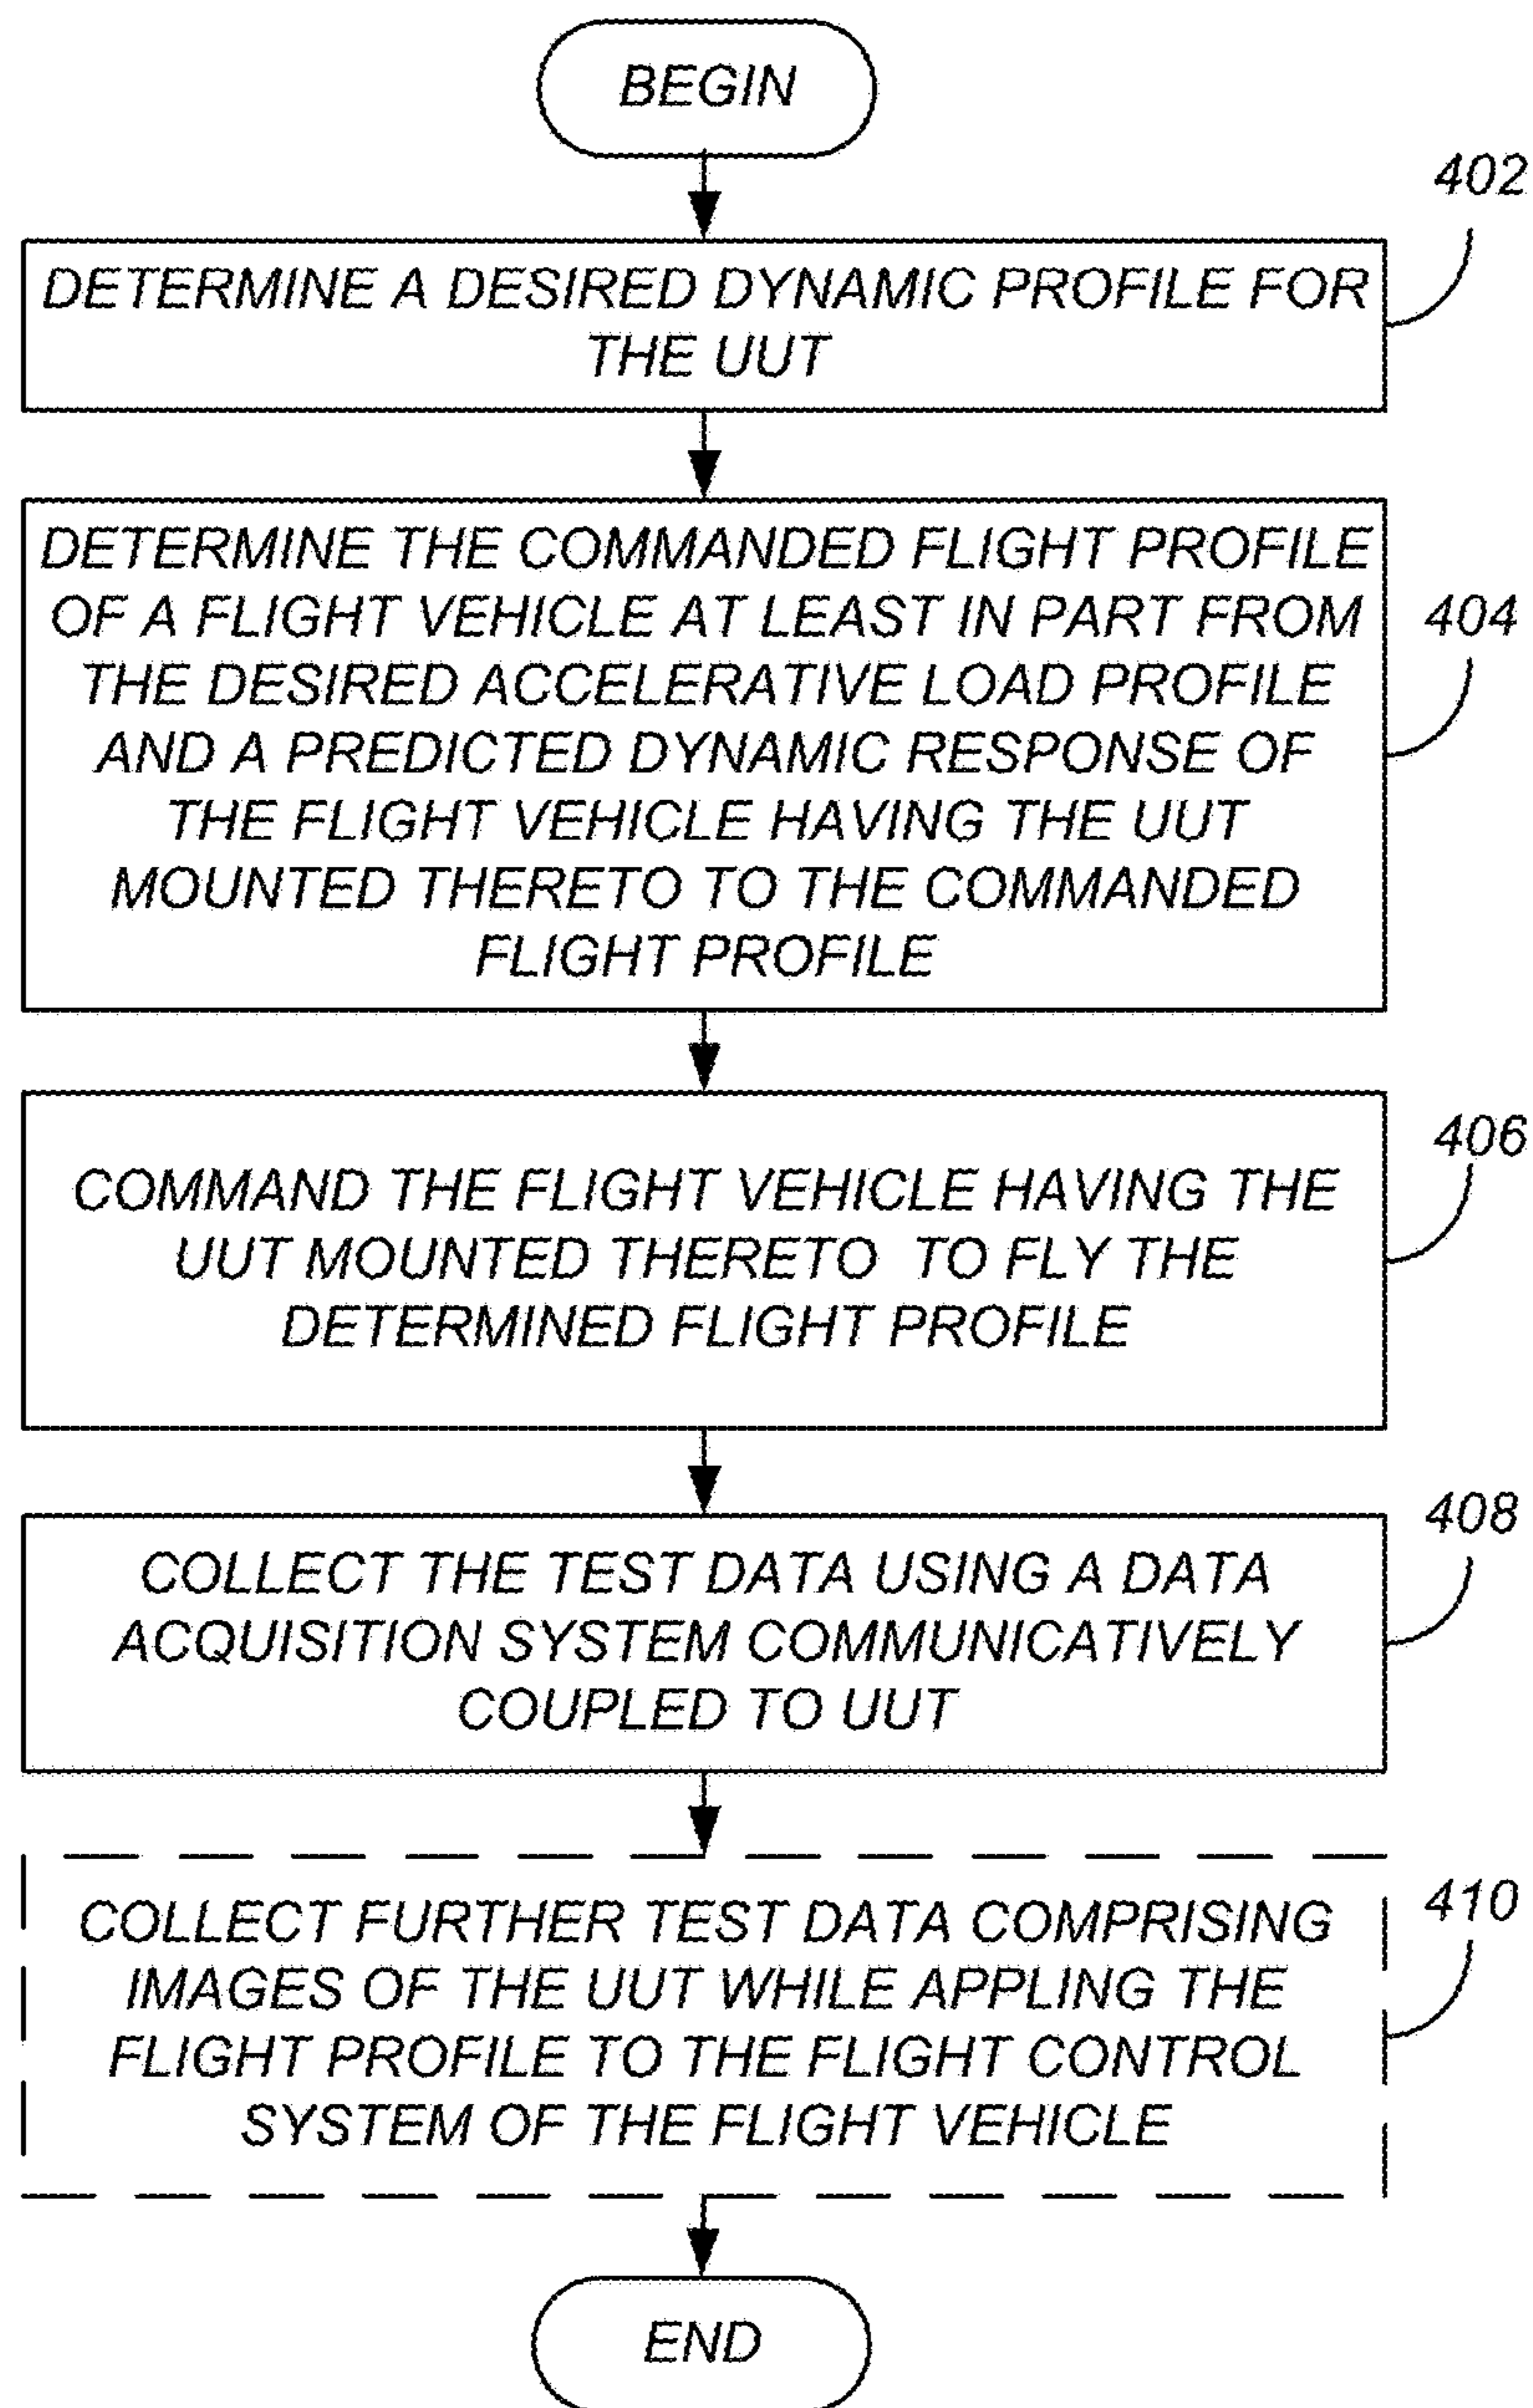 BEGIN
402
DETERMINE A DESIRED DYNAMIC PROFILE FOR
THE UUT
DETERMINE THE COMMANDED FLIGHT PROFILE
OF A FLIGHT VEHICLE AT LEAST IN PART FROM
THE DESIRED ACCELERATIVE LOAD PROFILE
AND A PREDICTED DYNAMIC RESPONSE OF
THE FLIGHT VEHICLE HAVING THE UUT
MOUNTED THERETO TO THE COMMANDED
FLIGHT PROFILE
404
COMMAND THE FLIGHT VEHICLE HAVING THE
UUT MOUNTED THERETO TO FLY THE
DETERMINED FLIGHT PROFILE
406
COLLECT THE TEST DATA USING A DATA
ACQUISITION SYSTEM COMMUNICATIVELY
COUPLED TO UUT
408
COLLECT FURTHER TEST DATA COMPRISING
IMAGES OF THE UUT WHILE APPLING THE
FLIGHT PROFILE TO THE FLIGHT CONTROL
SYSTEM OF THE FLIGHT VEHICLE
410
END